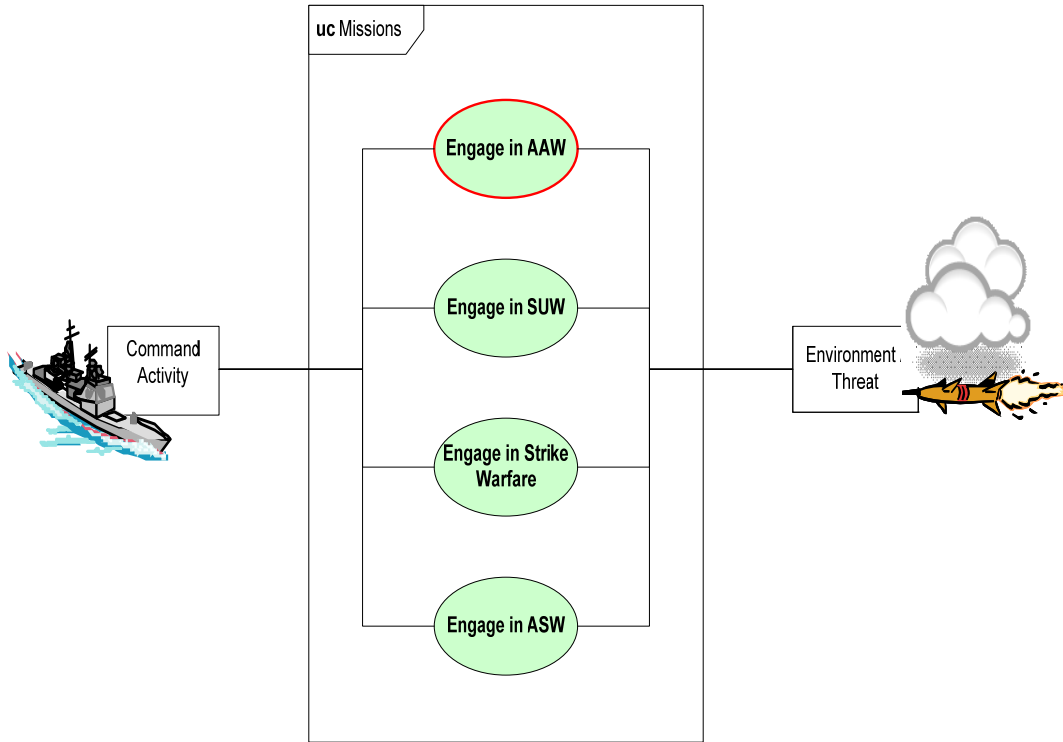 uc Missions
Engage in AAW
Engage in SUW
Command
Activity
Environment
Threat
Engage in Strike
Warfare
Engage in ASW